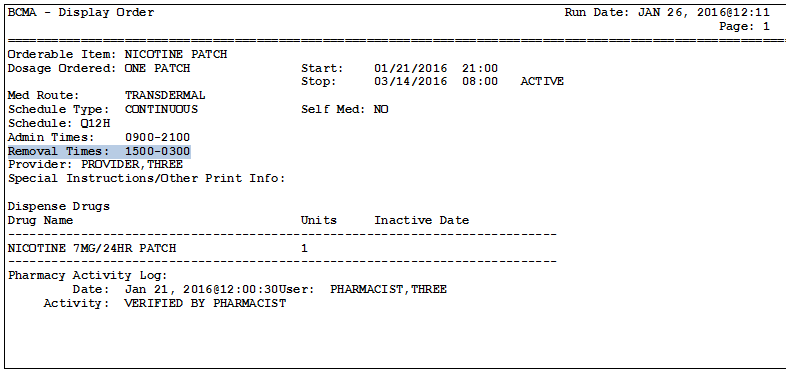 BCMA - Display Order Run Date: JAN 26, 2016@12:11
Page: 1
Orderable Item: NICOTINE PATCH
Dosage Ordered: ONE PATCH Start: 01/21/2016 21:00
Stop: 03/14/2016 08:00 ACTIVE
Med Route: TRANSDERMAL
Schedule Type: CONTINUOUS Self Med: NO
Schedule: Q12H
Admin Times: 0900-2100
Removal Times: 1500-0300
Provider: PROVIDER,THREE
Special Instructions/Other Print Info:
Dispense Drugs
Drug Name Units Inactive Date
NICOTINE 7MG/24HR PATCH 1
Pharmacy Activity Log:
Date: Jan 21, 2016@12:00:30User: PHARMACIST,THREE
Activity: VERIFIED BY PHARMACIST